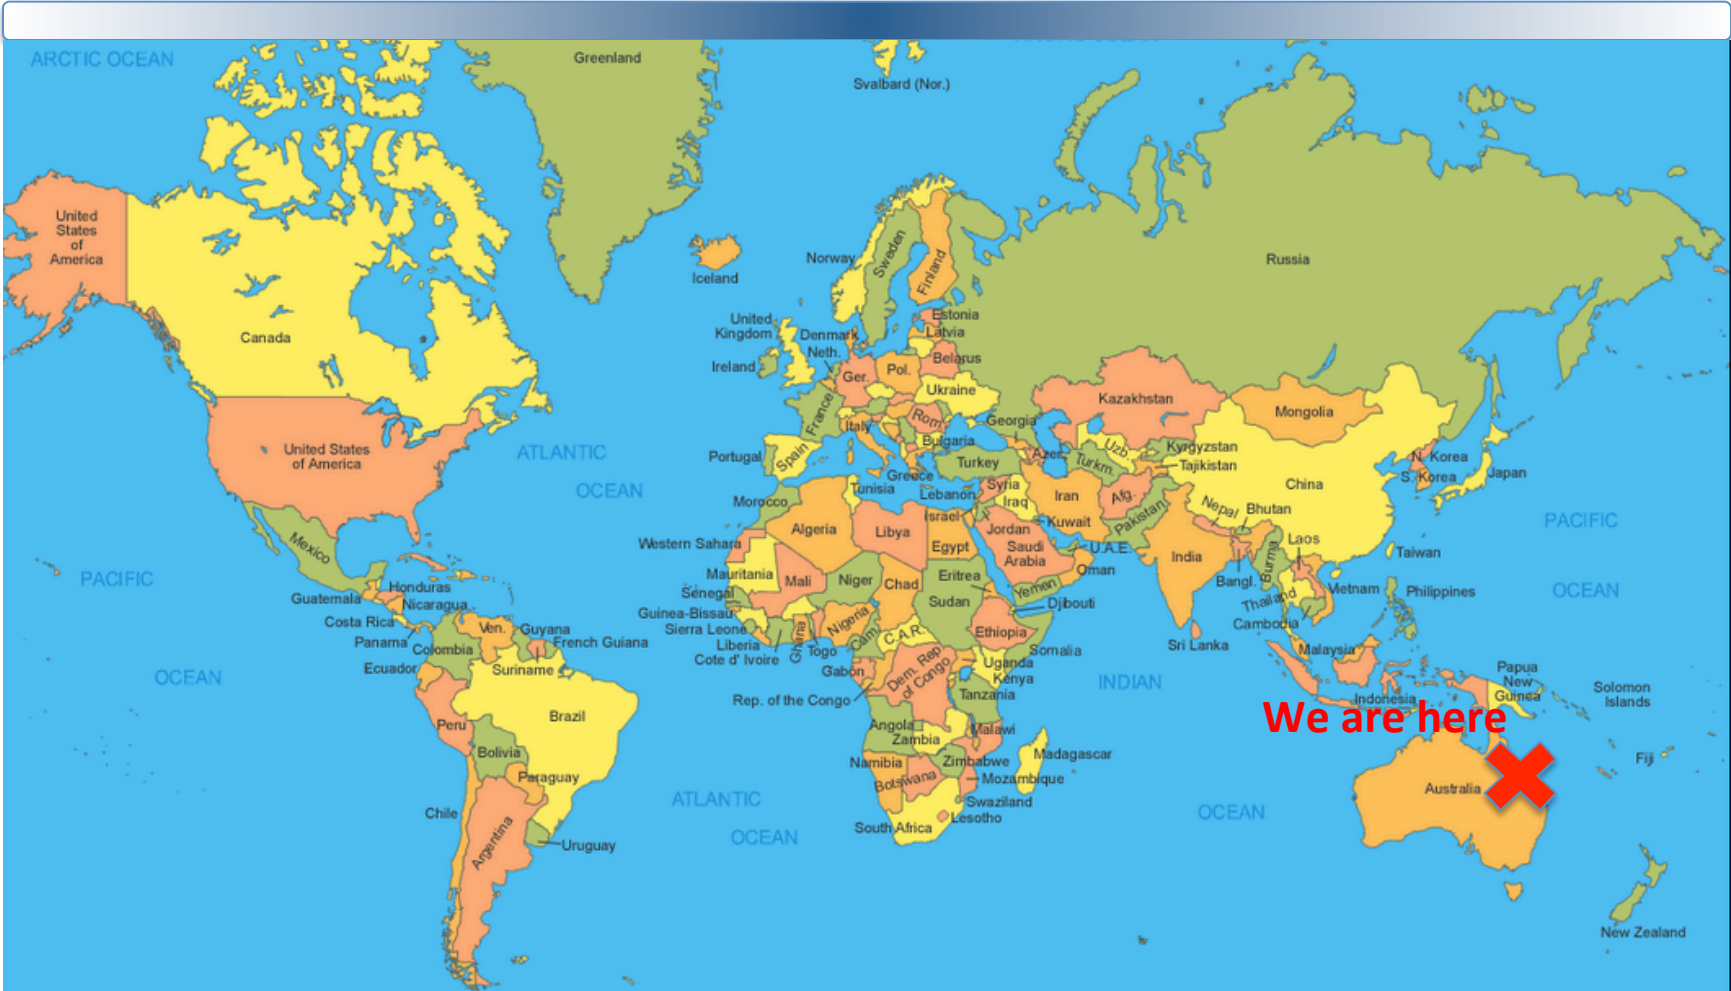 ARCTIC OCEAN
Greenland
Svalbard (Nor.)
United
States
of
America
Canada
Iceland
Norway
Sweden
Finland
Russia
United
Kingdom
Ireland
Denmark
Neth.
Estonia
Latvia
Belarus
Ger.
Pol.
Ukraine
France
Kazakhstan
Mongolia
United States
of America
ATLANTIC
OCEAN
Portugal
Spain
Italy
Rom.
Bulgaria
Greece
Georgia
Azer.
Turkey
Uzb.
Turkm.
Kyrgyzstan
Tajikistan
China
N. Korea
S. Korea
Japan
Morocco
Tunisia
Lebanon
Syria
Iraq
Iran
Afg.
Pakistan
Nepal
Bhutan
PACIFIC
OCEAN
Mexico
Western Sahara
Algeria
Libya
Israel
Egypt
Jordan
Kuwait
Saudi
Arabia
U.A.E.
Oman
India
Burma
Laos
Taiwan
PACIFIC
OCEAN
Honduras
Guatemala
Nicaragua
Costa Rica
Panama
Mauritania
Mali
Niger
Chad
Eritrea
Sudan
Yemen
Djibouti
Bangl.
Thailand
Vietnam
Cambodia
Philippines
Senegal
Guinea-Bissau
Sierra Leone
Liberia
Cote d' Ivoire
Ghana
Togo
Nigeria
Cam.
C.A.R.
Ethiopia
Somalia
Sri Lanka
Malaysia
Ven.
Guyana
French Guiana
Colombia
Suriname
Ecuador
Gabon
Rep. of the Congo
Dem. Rep.
of Congo
Uganda
Kenya
Tanzania
INDIAN
OCEAN
Indonesia
Papua
New
Guinea
Solomon
Islands
We are here
Peru
Brazil
Bolivia
Paraguay
Chile
Argentina
Uruguay
ATLANTIC
OCEAN
Angola
Zambia
Malawi
Namibia
Botswana
Zimbabwe
Mozambique
Madagascar
Swaziland
Lesotho
South Africa
Australia
Fiji
New Zealand